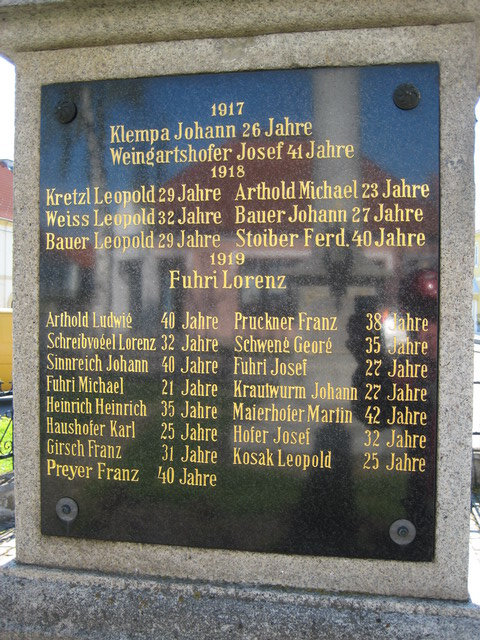 1917
Klempa Johann 26 Jahre
Weingartshofer Josef 41 Jahre
1918
Kretzl Leopold 29 Jahre Arthold Michael 23 Jahre
Weiss Leopold 32 Jahre Bauer Johann 27 Jahre
Bauer Leopold 29 Jahre Stoiber Ferd. 40 Jahre
1919
Fuhri Lorenz
Arthold Ludwig 40 Jahre Pruckner Franz 38 Jahre
Schreibvogel Lorenz 32 Jahre Schweng Georg 35 Jahre
Sinnreich Johann 40 Jahre Fuhri Josef 27 Jahre
Fuhri Michael 21 Jahre Krautwurm Johann 27 Jahre
Heinrich Heinrich 35 Jahre Maierhofer Martin 42 Jahre
Haushofer Karl 25 Jahre Hofer Josef 32 Jahre
Girsch Franz 31 Jahre Kosak Leopold 25 Jahre
Preyer Franz 40 Jahre